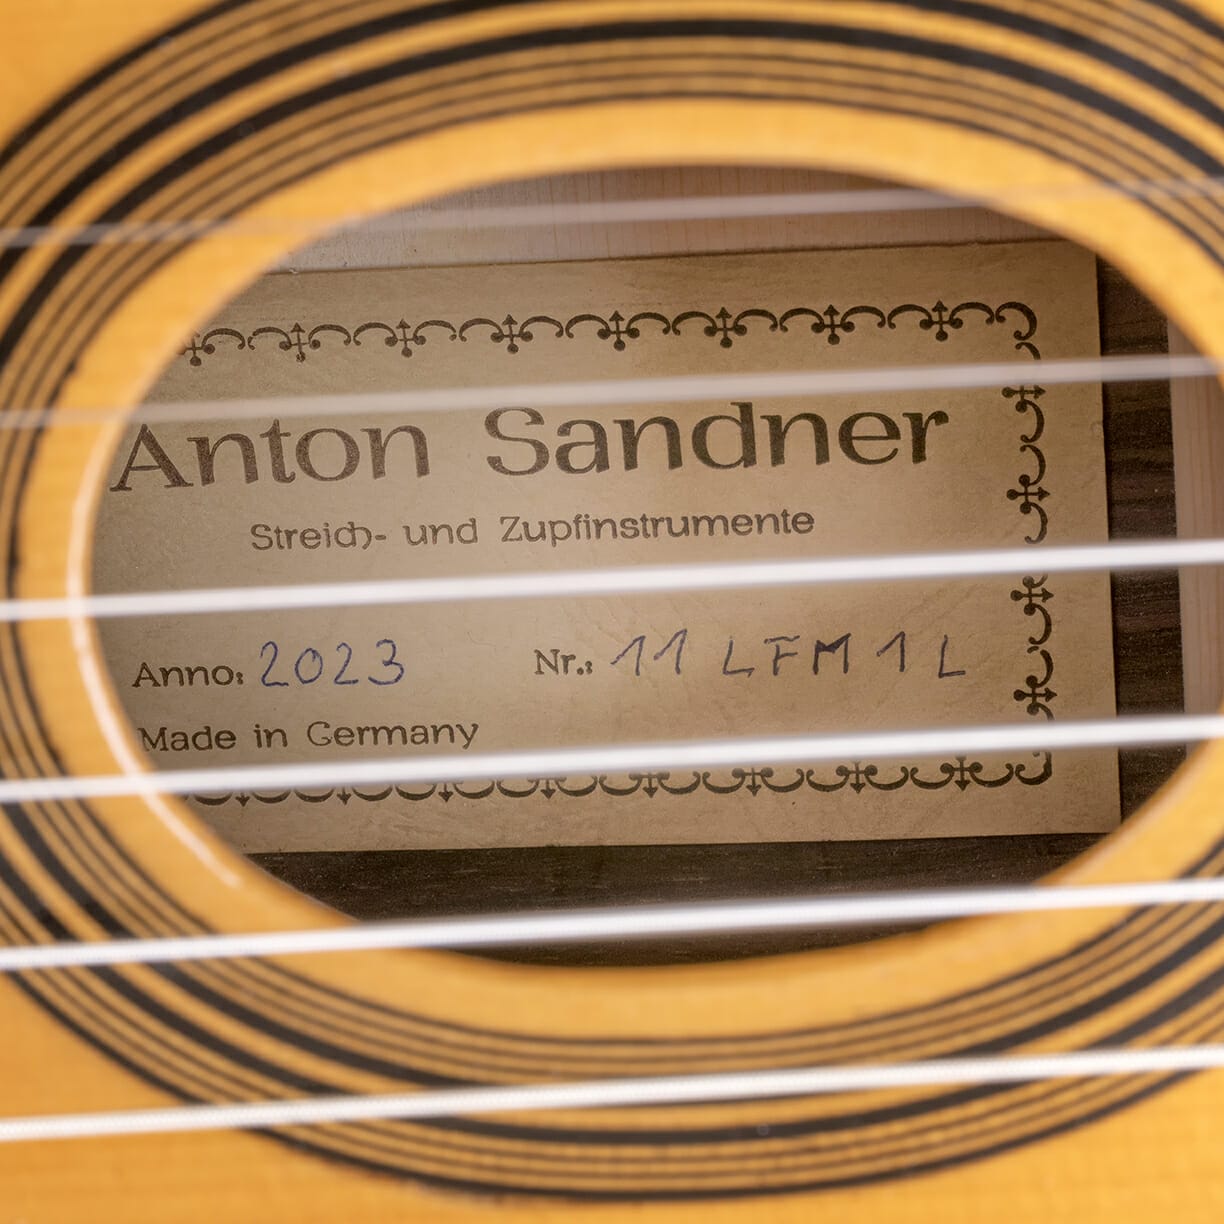 Anton Sandner
Streich- und Zupfinstrumente
Anno: 2023 Nr.: 11 LFM 1 L
Made in Germany